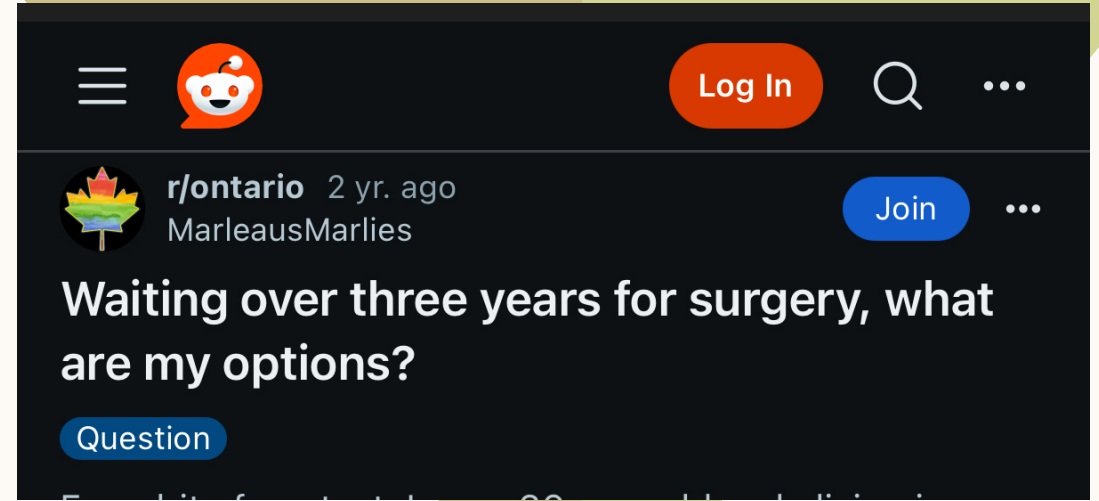 Log In
r/ontario 2 yr. ago
MarleausMarlies
Join
Waiting over three years for surgery, what
are my options?
Question